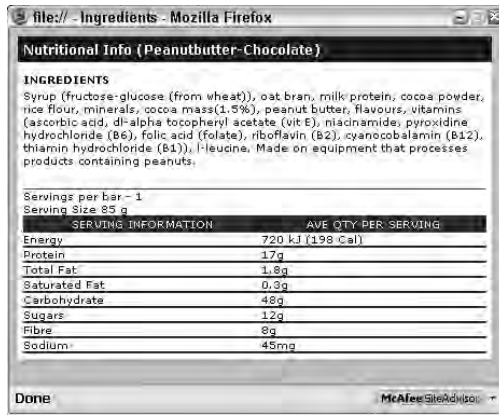 file:// - Ingredients - Mozilla Firefox
Nutritional Info (Peanutbutter-Chocolate)
INGREDIENTS
Syrup (fructose-glucose (from wheat)), oat bran, milk protein, cocoa powder,
rice flour, minerals, cocoa mass(1.5%), peanut butter, flavours, vitamins
(ascorbic acid, dl-alpha tocopheryl acetate (vit E), niacinamide, pyroxidine
hydrochloride (B6), folic acid (folate), riboflavin (B2), cyanocobalamin (B12),
thiamin hydrochloride (B1)), l-leucine, Made on equipment that processes
products containing peanuts.
Servings per bar - 1
Serving Size 85 g
SERVING INFORMATION AVE QTY PER SERVING
Energy 720 kJ (198 Cal)
Protein 17g
Total Fat 1.8g
Saturated Fat 0.3g
Carbohydrate 48g
Sugars 12g
Fibre 8g
Sodium 45mg
Done McAfee SiteAdvisor